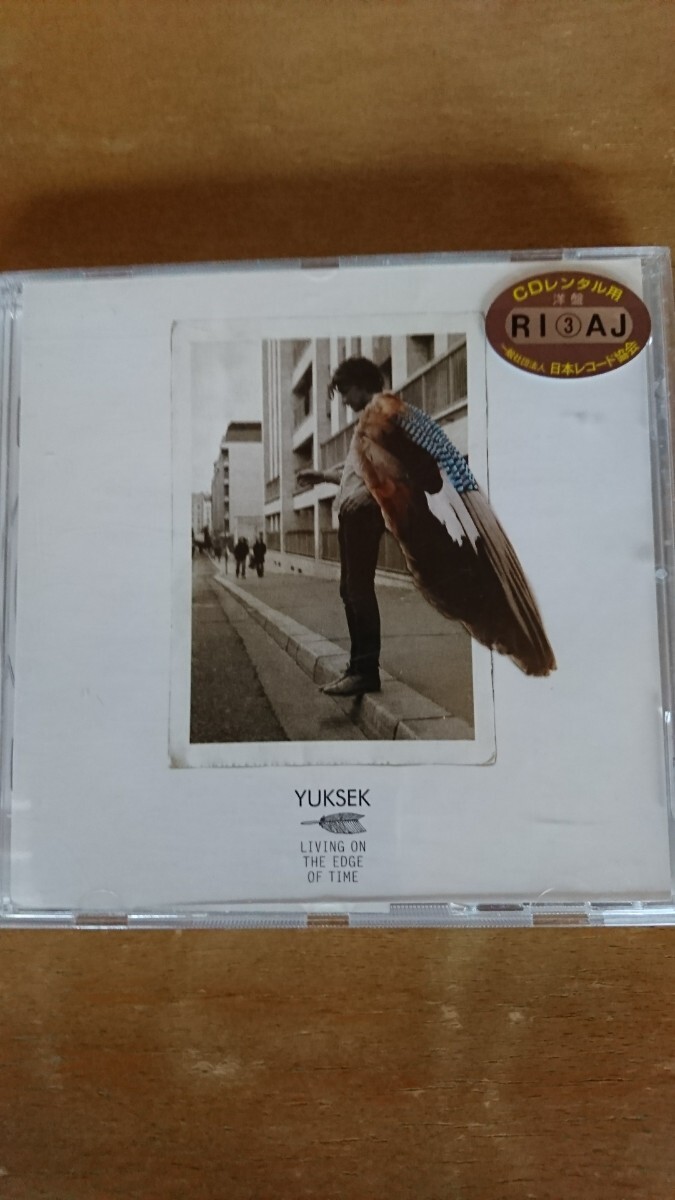 CDレンタル用
洋盤
RI③AJ
一般社団法人 日本レコード協会
YUKSEK
LIVING ON
THE EDGE
OF TIME